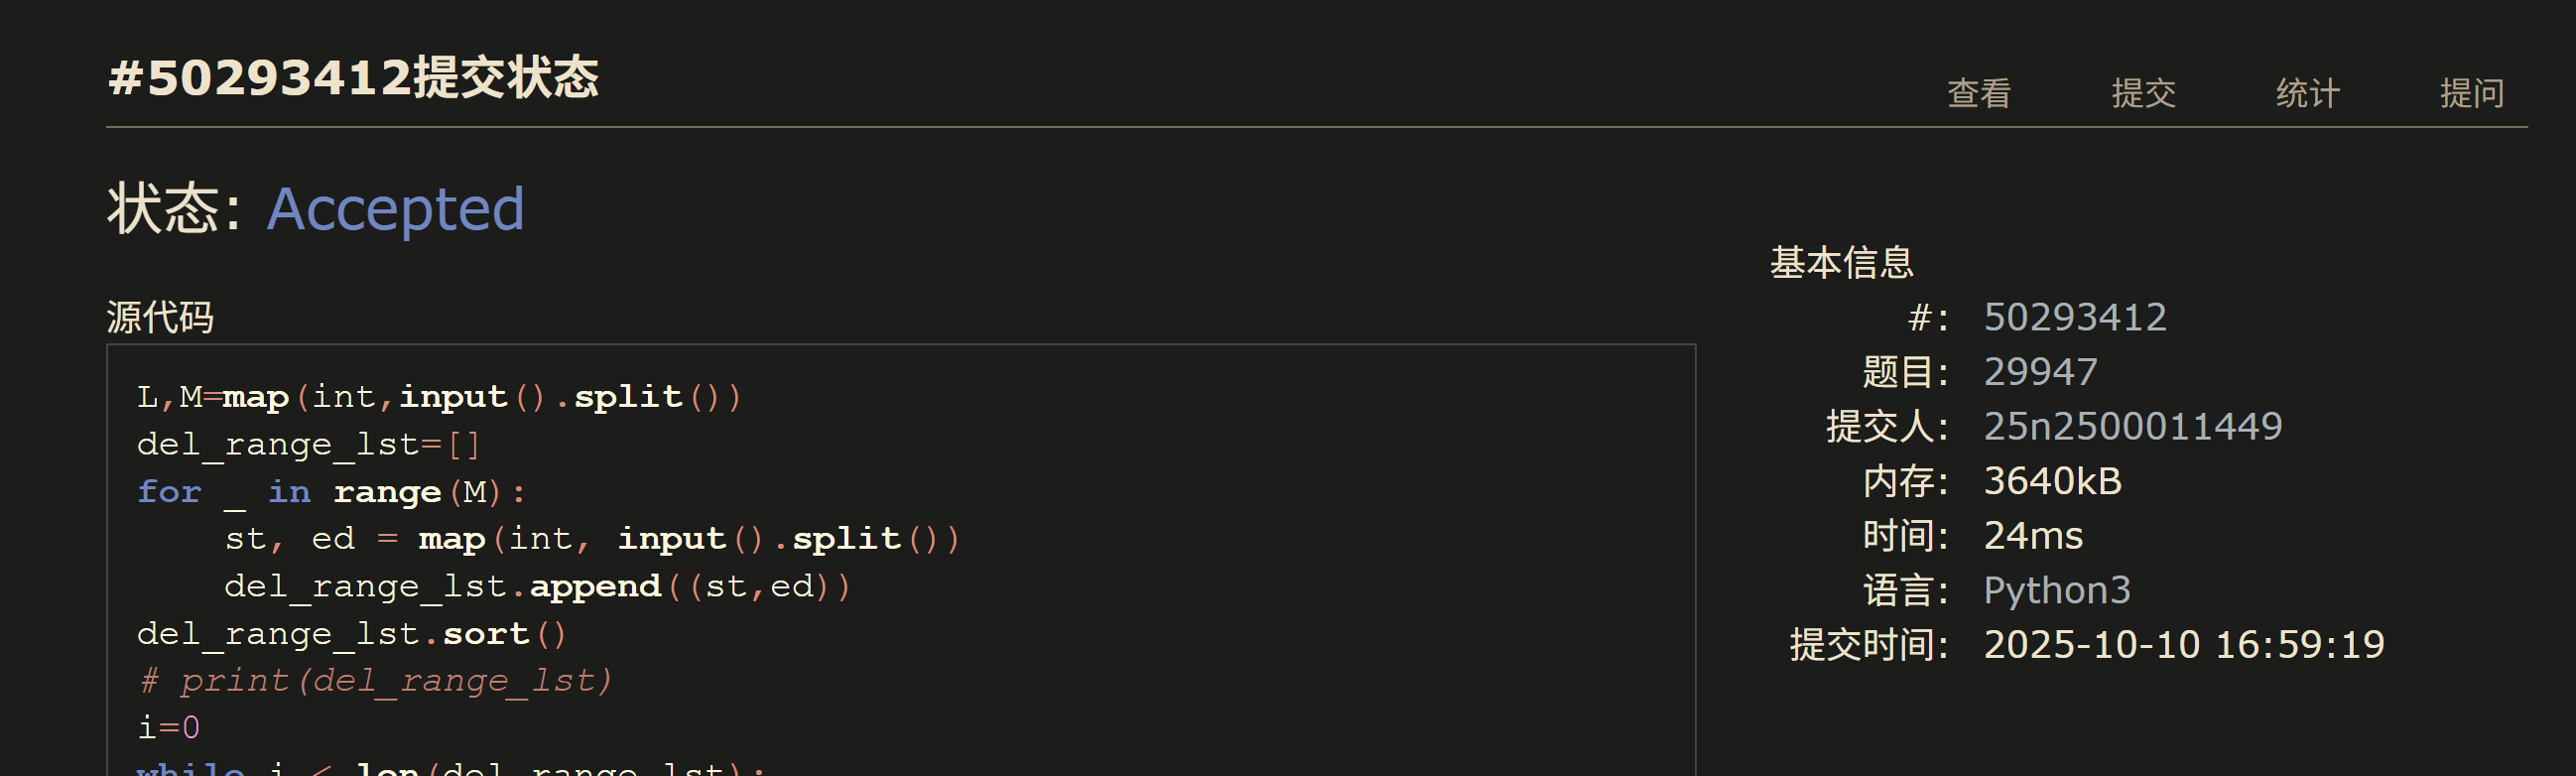 #50293412提交状态
查看 提交 统计 提问
状态: Accepted
源代码
L,M=map(int,input().split())
del_range_lst=[]
for _ in range(M):
    st, ed = map(int, input().split())
    del_range_lst.append((st,ed))
del_range_lst.sort()
# print(del_range_lst)
i=0
while i < len(del_range_lst):
基本信息
#: 50293412
题目: 29947
提交人: 25n2500011449
内存: 3640kB
时间: 24ms
语言: Python3
提交时间: 2025-10-10 16:59:19